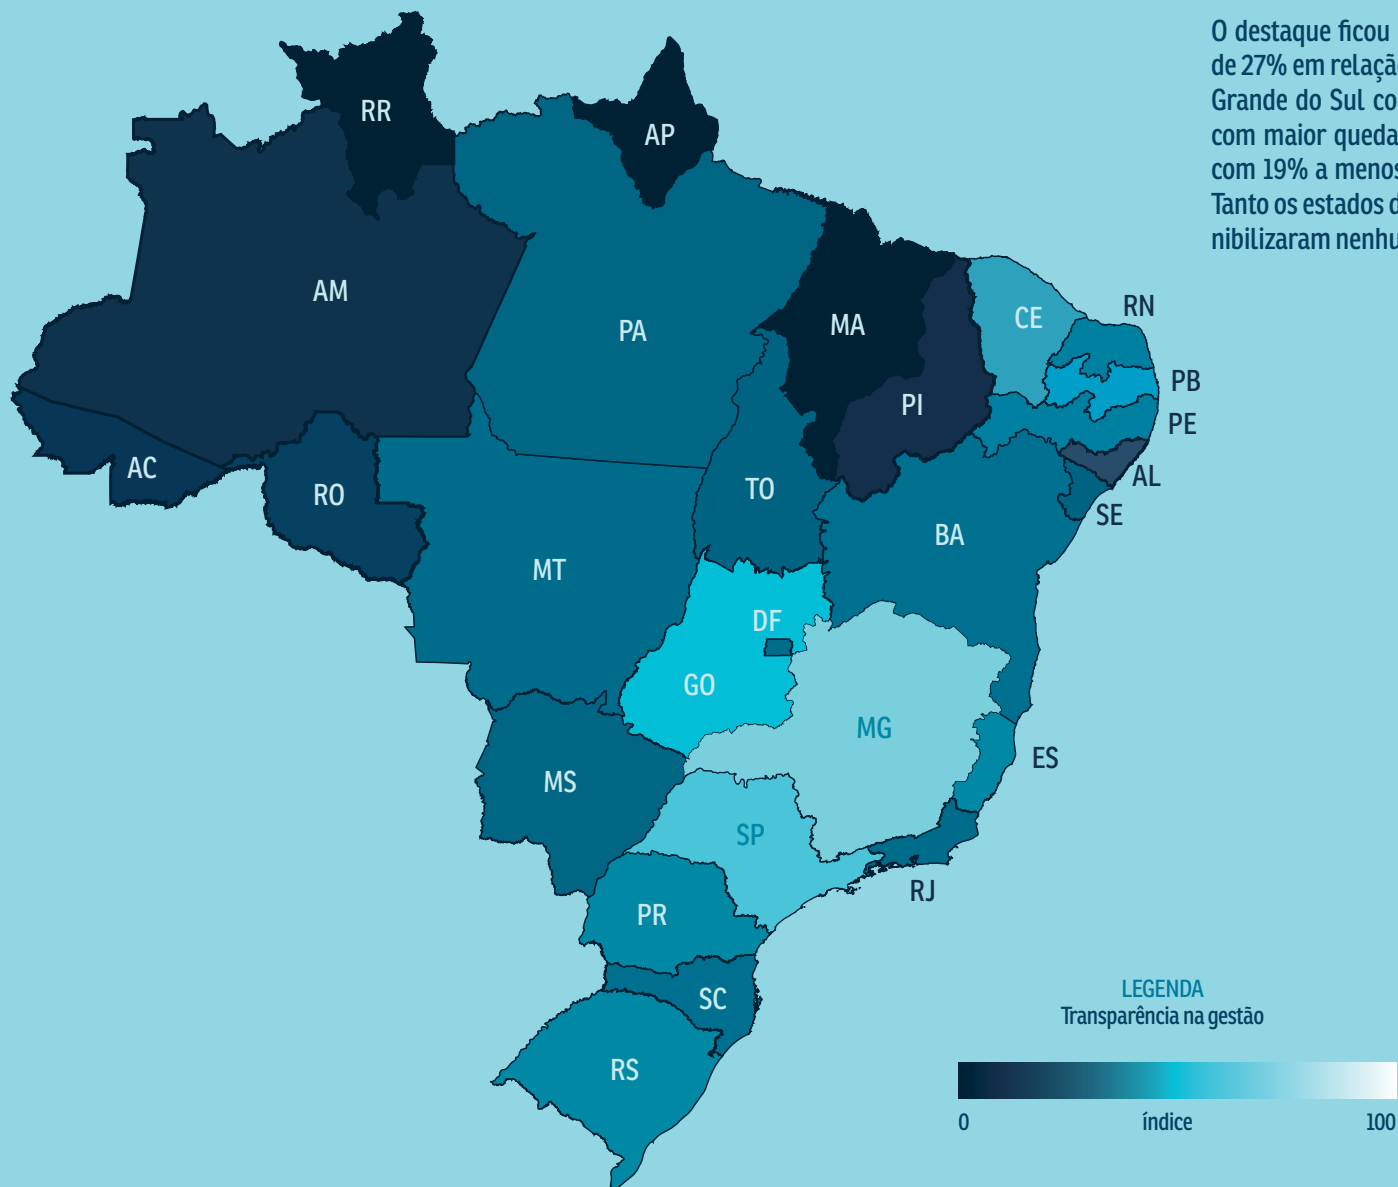 O destaque ficou
de 27% em relaçã
Grande do Sul co
com maior queda
com 19% a menos
Tanto os estados d
nibilizaram nenhu
RR
AP
AM
PA
MA
CE
RN
PB
PI
PE
AC
RO
TO
AL
SE
BA
MT
DF
GO
MG
ES
MS
SP
RJ
PR
SC
RS
LEGENDA
Transparência na gestão
0 índice 100